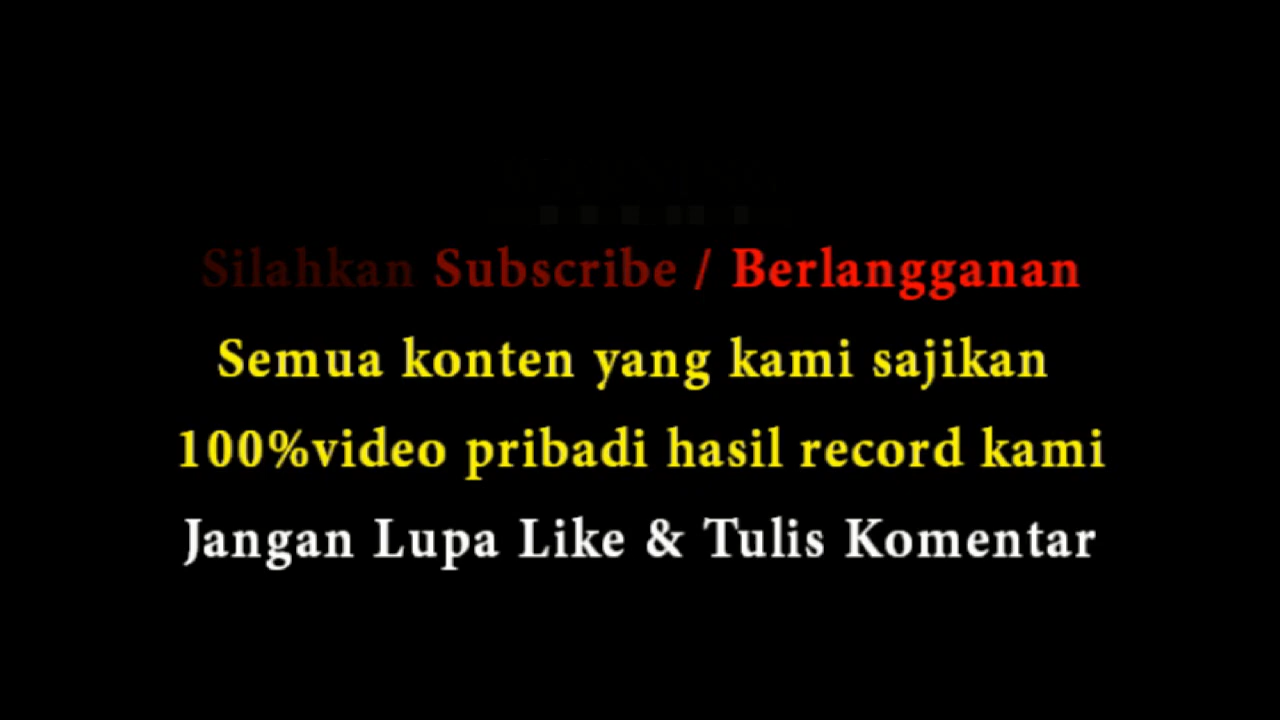 Silahkan Subscribe / Berlangganan
Semua konten yang kami sajikan
100%video pribadi hasil record kami
Jangan Lupa Like & Tulis Komentar